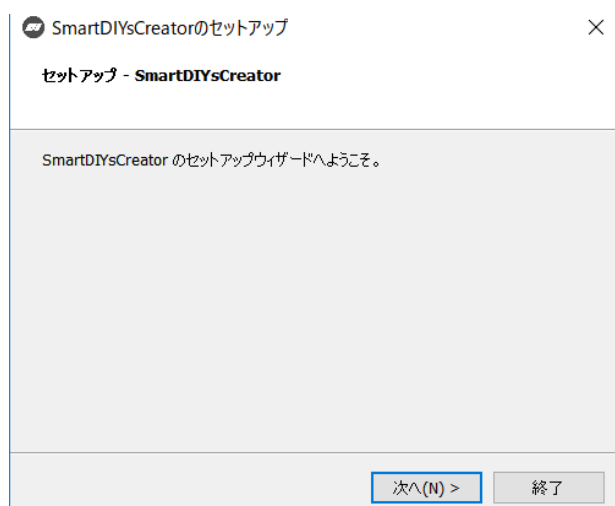 SmartDIYsCreatorのセットアップ
セットアップ - SmartDIYsCreator
SmartDIYsCreator のセットアップウィザードへようこそ。
次へ(N) >
終了